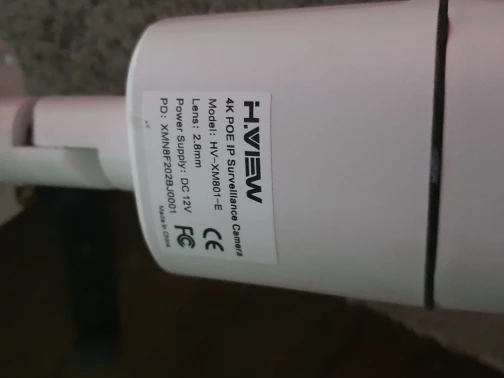 H.VIEW
4K POE IP Surveillance Camera
Model: HV-XM801-E
Lens: 2.8mm
Power Supply: DC 12V
PD: XMN8F202BJ0001
CE
FC
Made in China